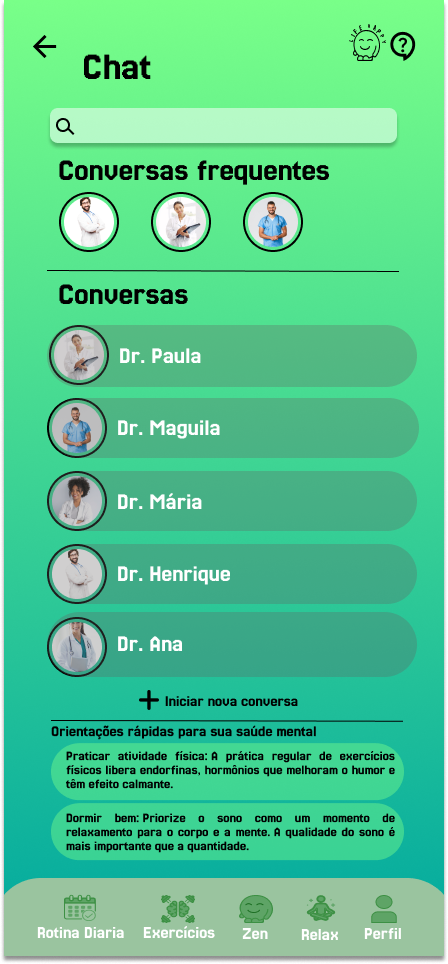 LIFE HAPPY
Chat
Conversas frequentes
Conversas
Dr. Paula
Dr. Maguila
Dr. Mária
Dr. Henrique
Dr. Ana
Iniciar nova conversa
Orientações rápidas para sua saúde mental
Praticar atividade física: A prática regular de exercícios
físicos libera endorfinas, hormônios que melhoram o humor e
têm efeito calmante.
Dormir bem: Priorize o sono como um momento de
relaxamento para o corpo e a mente. A qualidade do sono é
mais importante que a quantidade.
Rotina Diaria
Exercícios
Zen
Relax
Perfil